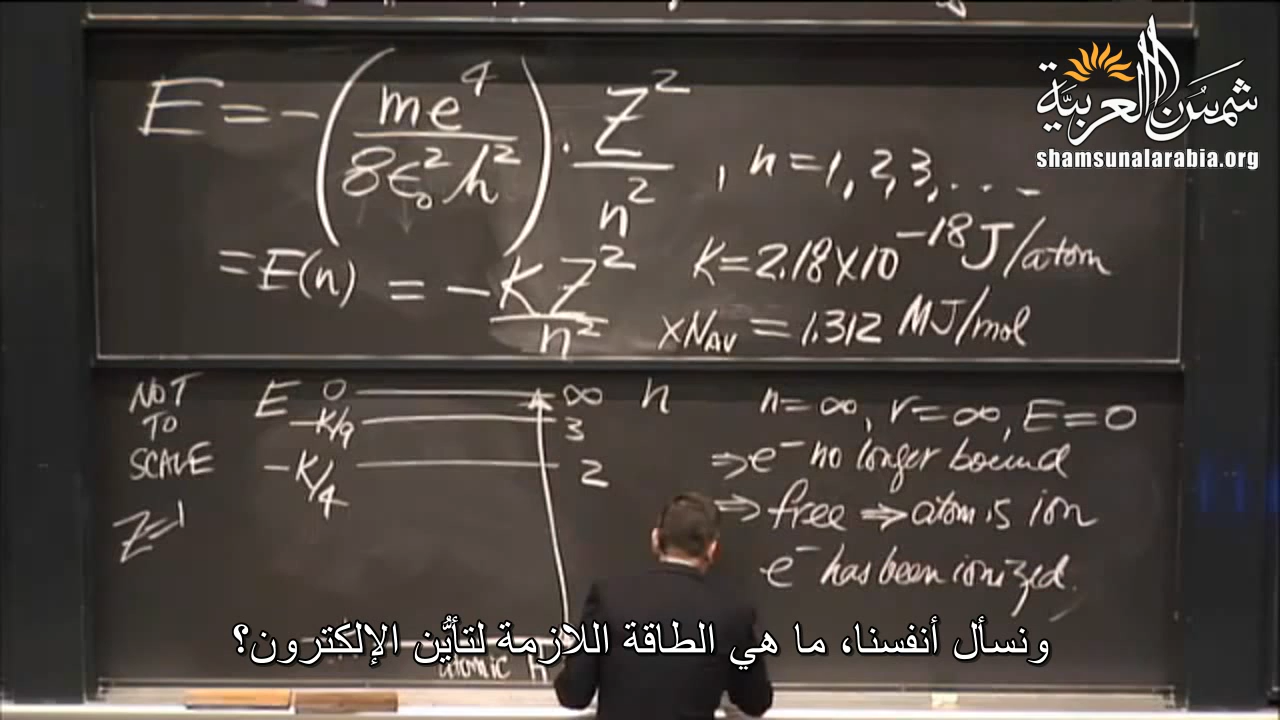 شمس العربية
shamsunalarabia.org
E = -(me⁴/8ε₀²h²) · Z²/n² , n=1, 2, 3, ...
= E(n) = -KZ²/n²
K = 2.18×10⁻¹⁸ J/atom
×N_AV = 1.312 MJ/mol
NOT
TO
SCALE
Z=1
E 0 ∞ n
-K/9 3
-K/4 2
n=∞, r=∞, E=0
⇒ e⁻ no longer bound
⇒ free ⇒ atom is ion
e⁻ has been ionized.
atomic H
ونسأل أنفسنا، ما هي الطاقة اللازمة لتأيُّن الإلكترون؟